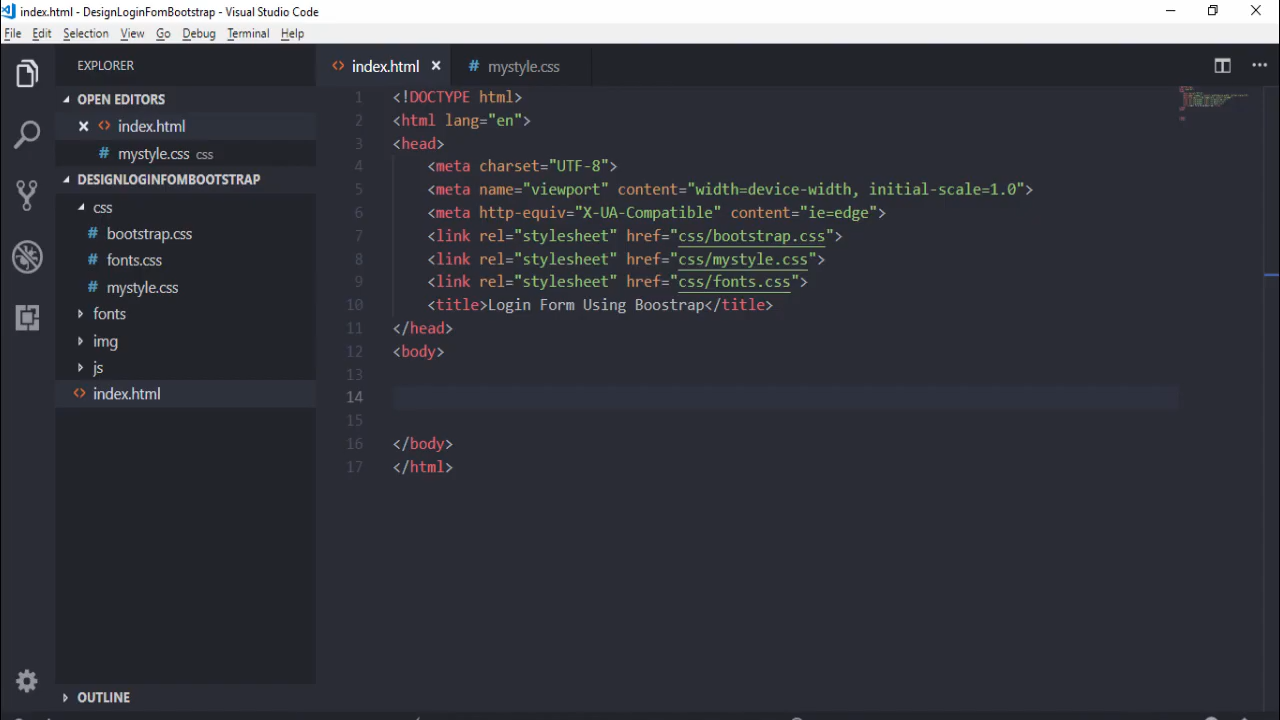 index.html - DesignLoginFomBootstrap - Visual Studio Code
File Edit Selection View Go Debug Terminal Help
EXPLORER
OPEN EDITORS
index.html
mystyle.css css
DESIGNLOGINFOMBOOTSTRAP
css
bootstrap.css
fonts.css
mystyle.css
fonts
img
js
index.html
OUTLINE
index.html mystyle.css
1 <!DOCTYPE html>
2 <html lang="en">
3 <head>
4 <meta charset="UTF-8">
5 <meta name="viewport" content="width=device-width, initial-scale=1.0">
6 <meta http-equiv="X-UA-Compatible" content="ie=edge">
7 <link rel="stylesheet" href="css/bootstrap.css">
8 <link rel="stylesheet" href="css/mystyle.css">
9 <link rel="stylesheet" href="css/fonts.css">
10 <title>Login Form Using Boostrap</title>
11 </head>
12 <body>
13
14
15
16 </body>
17 </html>